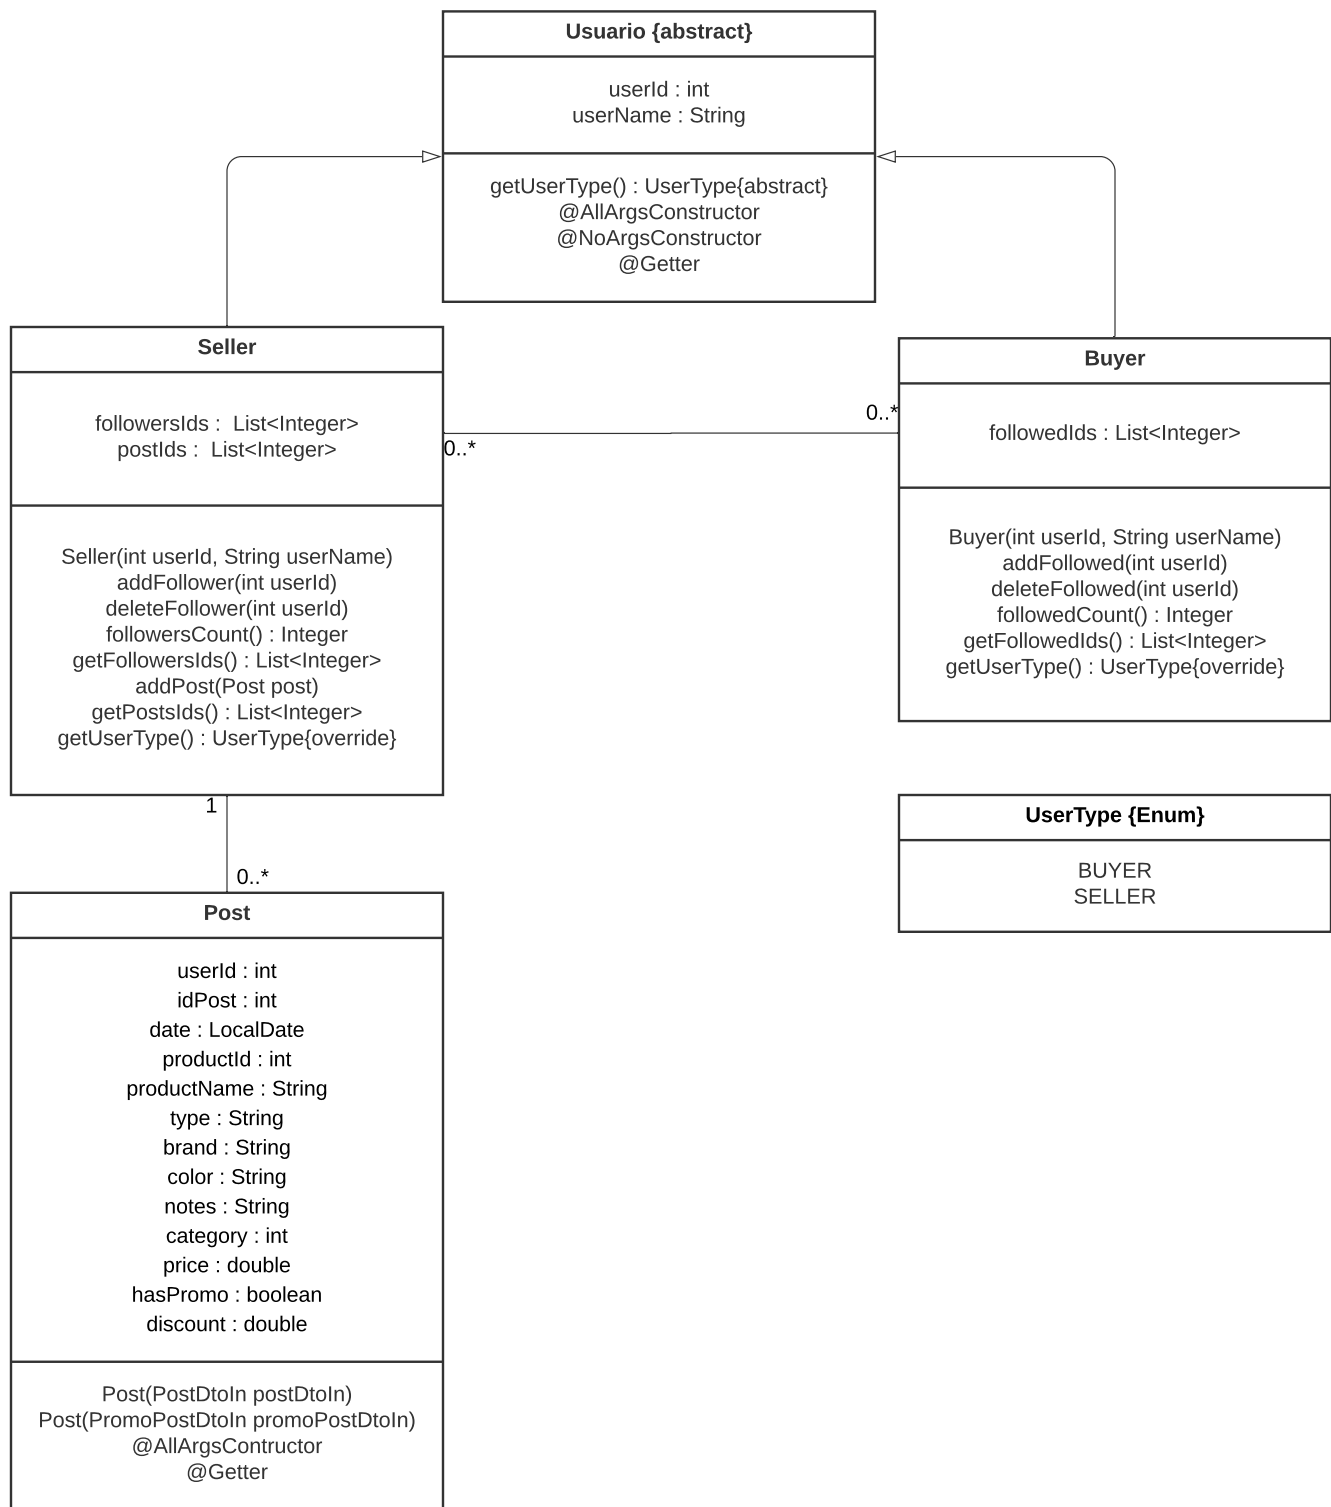 Usuario {abstract}
userId : int
userName : String
getUserType() : UserType{abstract}
@AllArgsConstructor
@NoArgsConstructor
@Getter
Seller
followersIds :  List<Integer>
postIds :  List<Integer>
Seller(int userId, String userName)
addFollower(int userId)
deleteFollower(int userId)
followersCount() : Integer
getFollowersIds() : List<Integer>
addPost(Post post)
getPostsIds() : List<Integer>
getUserType() : UserType{override}
0..*
0..*
Buyer
followedIds : List<Integer>
Buyer(int userId, String userName)
addFollowed(int userId)
deleteFollowed(int userId)
followedCount() : Integer
getFollowedIds() : List<Integer>
getUserType() : UserType{override}
UserType {Enum}
BUYER
SELLER
1
0..*
Post
userId : int
idPost : int
date : LocalDate
productId : int
productName : String
type : String
brand : String
color : String
notes : String
category : int
price : double
hasPromo : boolean
discount : double
Post(PostDtoIn postDtoIn)
Post(PromoPostDtoIn promoPostDtoIn)
@AllArgsContructor
@Getter